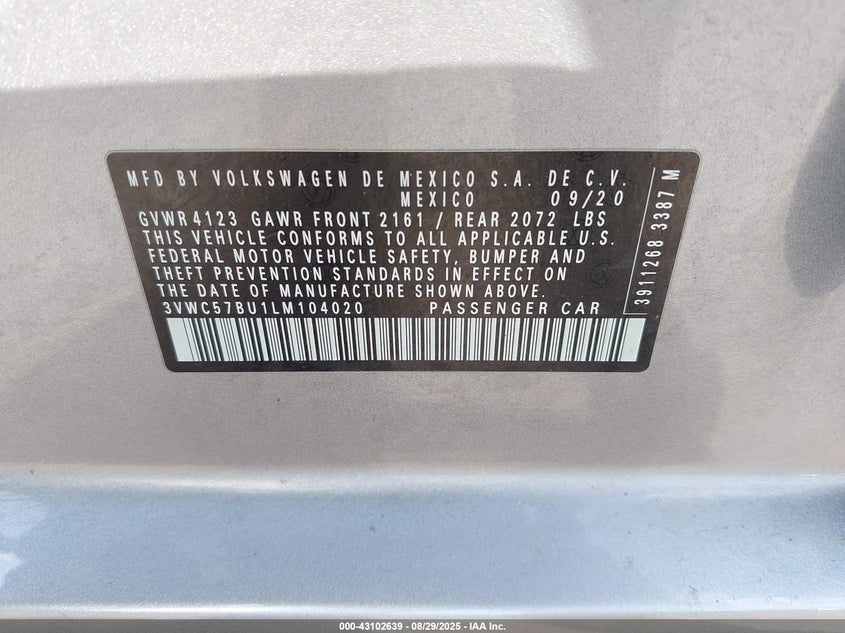 MFD BY VOLKSWAGEN DE MEXICO S.A. DE C.V.
MEXICO 09/20
GVWR 4123 GAWR FRONT 2161 / REAR 2072 LBS
THIS VEHICLE CONFORMS TO ALL APPLICABLE U.S.
FEDERAL MOTOR VEHICLE SAFETY, BUMPER AND
THEFT PREVENTION STANDARDS IN EFFECT ON
THE DATE OF MANUFACTURE SHOWN ABOVE.
3VWC57BU1LM104020 PASSENGER CAR
3911268 3387 M
000-43102639 - 08/29/2025 - IAA Inc.